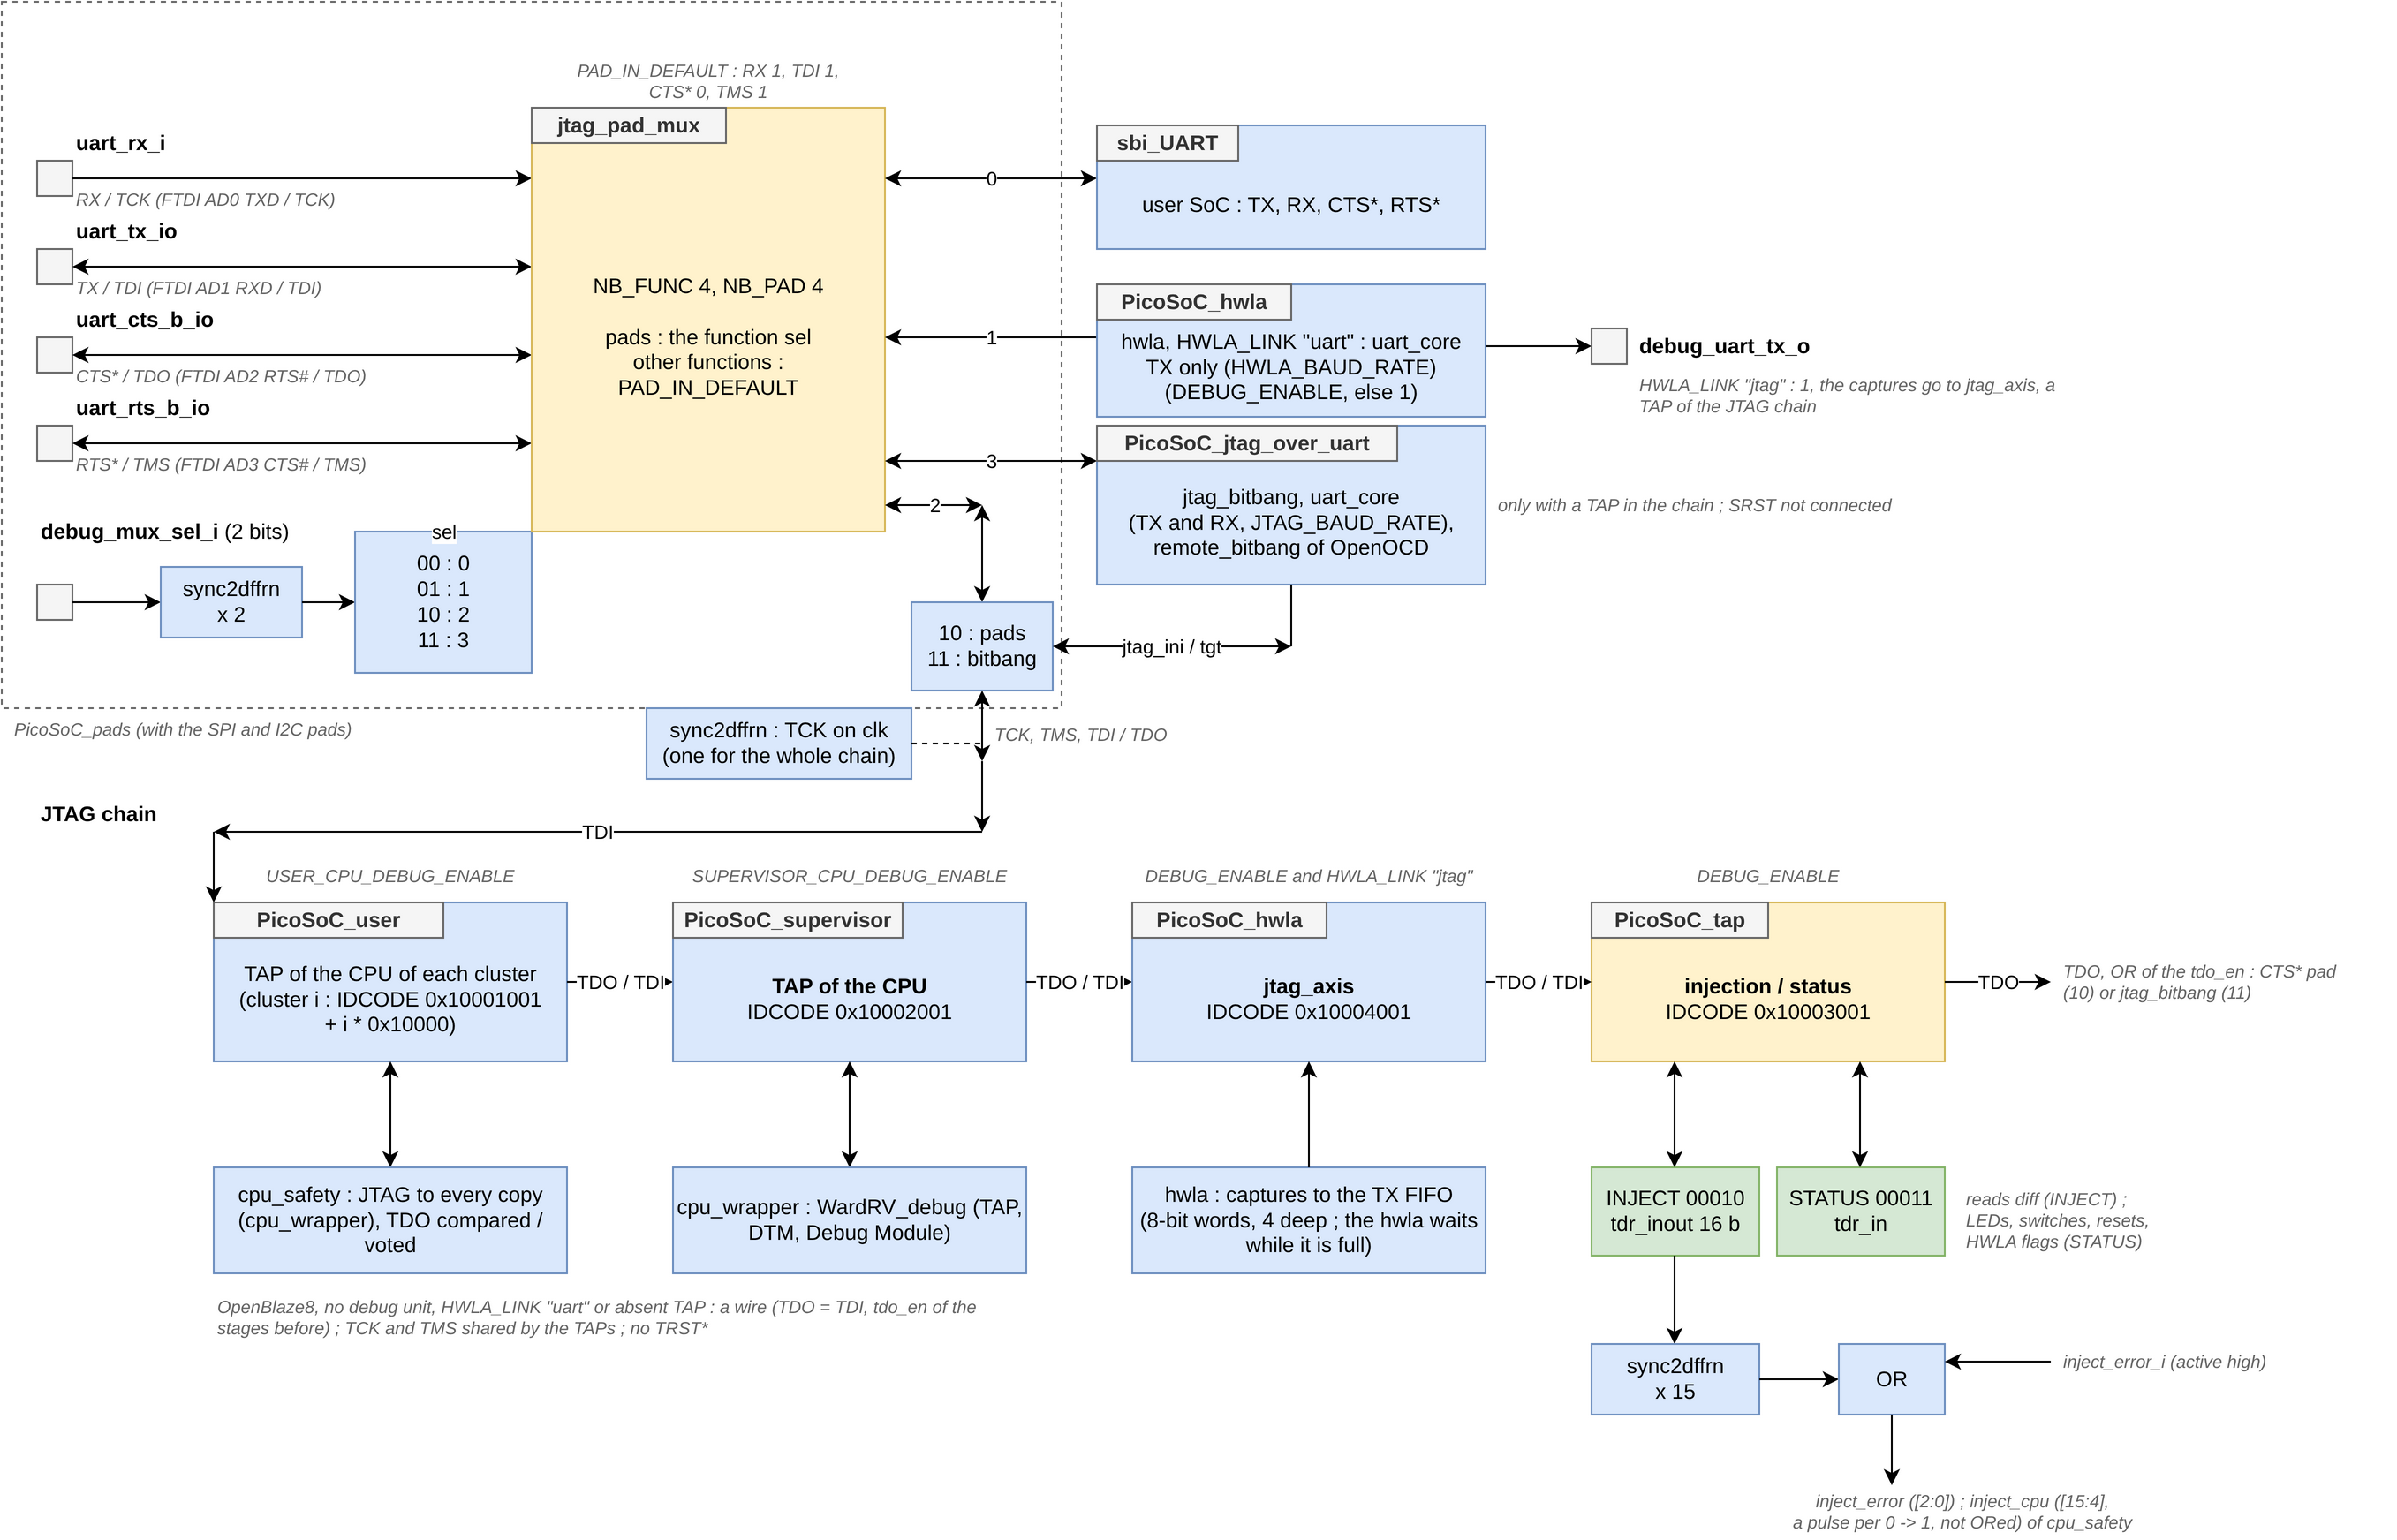 PAD_IN_DEFAULT : RX 1, TDI 1,
CTS* 0, TMS 1
jtag_pad_mux
NB_FUNC 4, NB_PAD 4
pads : the function sel
other functions :
PAD_IN_DEFAULT
uart_rx_i
RX / TCK (FTDI AD0 TXD / TCK)
uart_tx_io
TX / TDI (FTDI AD1 RXD / TDI)
uart_cts_b_io
CTS* / TDO (FTDI AD2 RTS# / TDO)
uart_rts_b_io
RTS* / TMS (FTDI AD3 CTS# / TMS)
debug_mux_sel_i (2 bits)
sync2dffrn
x 2
sel
00 : 0
01 : 1
10 : 2
11 : 3
0
1
3
2
sbi_UART
user SoC : TX, RX, CTS*, RTS*
PicoSoC_hwla
hwla, HWLA_LINK "uart" : uart_core
TX only (HWLA_BAUD_RATE)
(DEBUG_ENABLE, else 1)
debug_uart_tx_o
HWLA_LINK "jtag" : 1, the captures go to jtag_axis, a
TAP of the JTAG chain
PicoSoC_jtag_over_uart
jtag_bitbang, uart_core
(TX and RX, JTAG_BAUD_RATE),
remote_bitbang of OpenOCD
only with a TAP in the chain ; SRST not connected
10 : pads
11 : bitbang
jtag_ini / tgt
PicoSoC_pads (with the SPI and I2C pads)
sync2dffrn : TCK on clk
(one for the whole chain)
TCK, TMS, TDI / TDO
JTAG chain
TDI
USER_CPU_DEBUG_ENABLE
SUPERVISOR_CPU_DEBUG_ENABLE
DEBUG_ENABLE and HWLA_LINK "jtag"
DEBUG_ENABLE
PicoSoC_user
TAP of the CPU of each cluster
(cluster i : IDCODE 0x10001001
+ i * 0x10000)
TDO / TDI
PicoSoC_supervisor
TAP of the CPU
IDCODE 0x10002001
TDO / TDI
PicoSoC_hwla
jtag_axis
IDCODE 0x10004001
TDO / TDI
PicoSoC_tap
injection / status
IDCODE 0x10003001
TDO
TDO, OR of the tdo_en : CTS* pad
(10) or jtag_bitbang (11)
cpu_safety : JTAG to every copy
(cpu_wrapper), TDO compared /
voted
cpu_wrapper : WardRV_debug (TAP,
DTM, Debug Module)
hwla : captures to the TX FIFO
(8-bit words, 4 deep ; the hwla waits
while it is full)
INJECT 00010
tdr_inout 16 b
STATUS 00011
tdr_in
reads diff (INJECT) ;
LEDs, switches, resets,
HWLA flags (STATUS)
OpenBlaze8, no debug unit, HWLA_LINK "uart" or absent TAP : a wire (TDO = TDI, tdo_en of the
stages before) ; TCK and TMS shared by the TAPs ; no TRST*
sync2dffrn
x 15
OR
inject_error_i (active high)
inject_error ([2:0]) ; inject_cpu ([15:4],
a pulse per 0 -> 1, not ORed) of cpu_safety